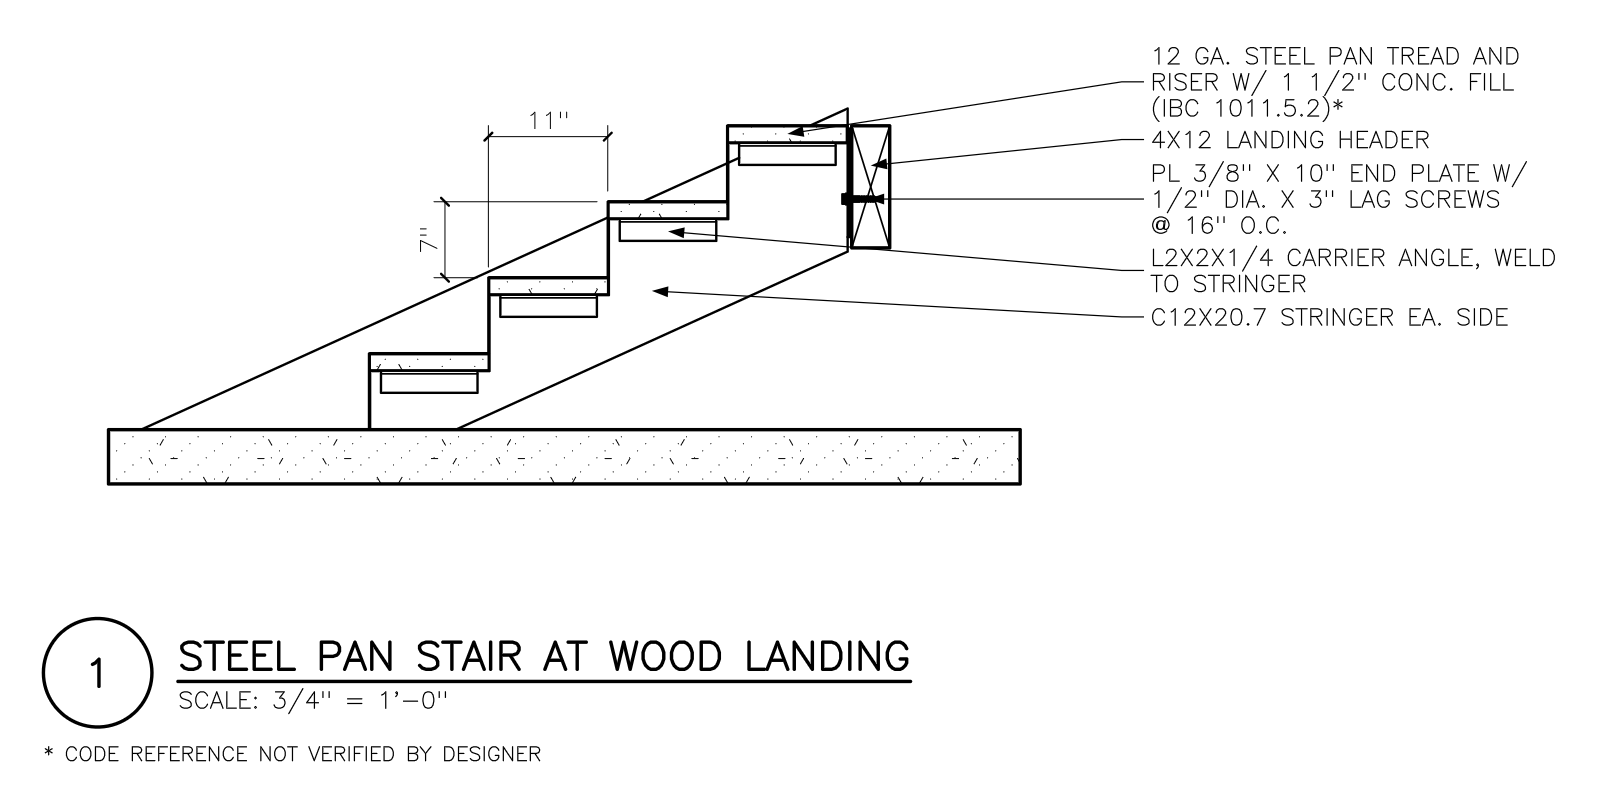 12 GA. STEEL PAN TREAD AND
RISER W/ 1 1/2" CONC. FILL
(IBC 1011.5.2)*
4X12 LANDING HEADER
PL 3/8" X 10" END PLATE W/
1/2" DIA. X 3" LAG SCREWS
@ 16" O.C.
L2X2X1/4 CARRIER ANGLE, WELD
TO STRINGER
C12X20.7 STRINGER EA. SIDE
11"
7"
1
STEEL PAN STAIR AT WOOD LANDING
SCALE: 3/4" = 1'-0"
* CODE REFERENCE NOT VERIFIED BY DESIGNER